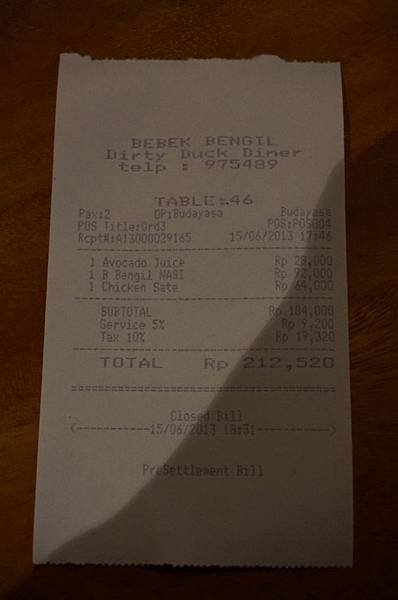 BEBEK BENGIL
Dirty Duck Diner
telp : 975489
TABLE:46
Pax:2 OP:Budayasa Budayasa
POS Title:Ord3 POS:POS004
Rcpt#:A13000029165 15/06/2013 17:46
1 Avocado Juice Rp 28,000
1 B Bengil NASI Rp 92,000
1 Chicken Sate Rp 64,000
SUBTOTAL Rp 184,000
Service 5% Rp 9,200
Tax 10% Rp 19,320
TOTAL Rp 212,520
Closed Bill
<----------15/06/2013 18:31---------->
PreSettlement Bill